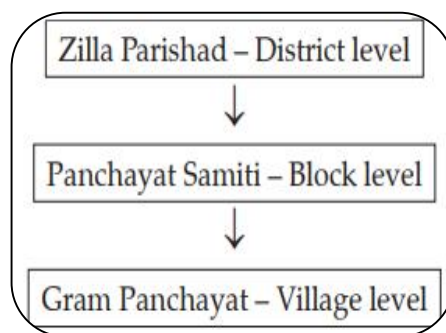 Zilla Parishad – District level
Panchayat Samiti – Block level
Gram Panchayat – Village level